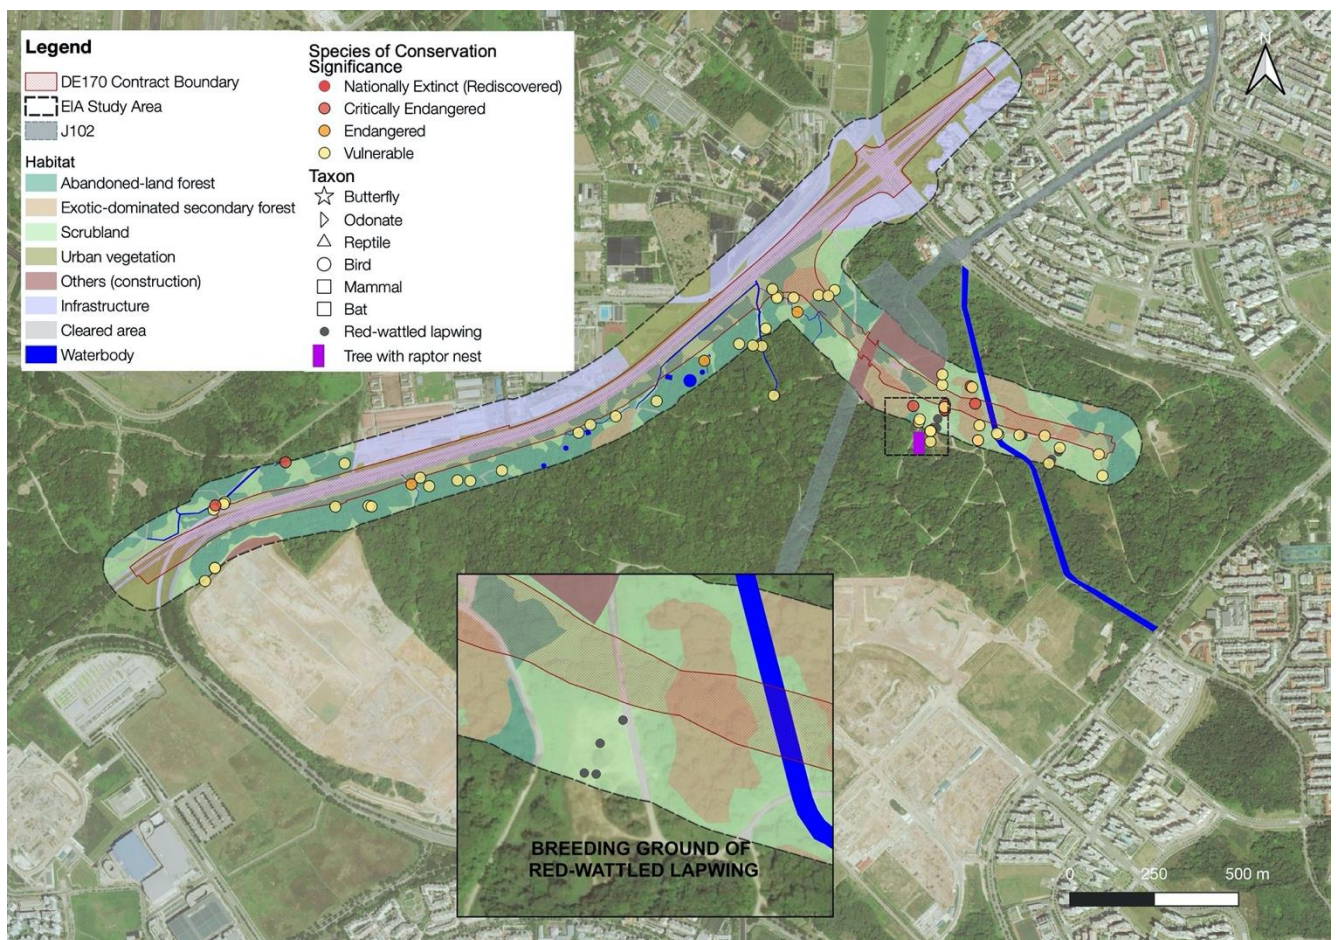 Legend
DE170 Contract Boundary
EIA Study Area
J102
Habitat
Abandoned-land forest
Exotic-dominated secondary forest
Scrubland
Urban vegetation
Others (construction)
Infrastructure
Cleared area
Waterbody
Species of Conservation
Significance
Nationally Extinct (Rediscovered)
Critically Endangered
Endangered
Vulnerable
Taxon
Butterfly
Odonate
Reptile
Bird
Mammal
Bat
Red-wattled lapwing
Tree with raptor nest
N
BREEDING GROUND OF
RED-WATTLED LAPWING
0 250 500 m